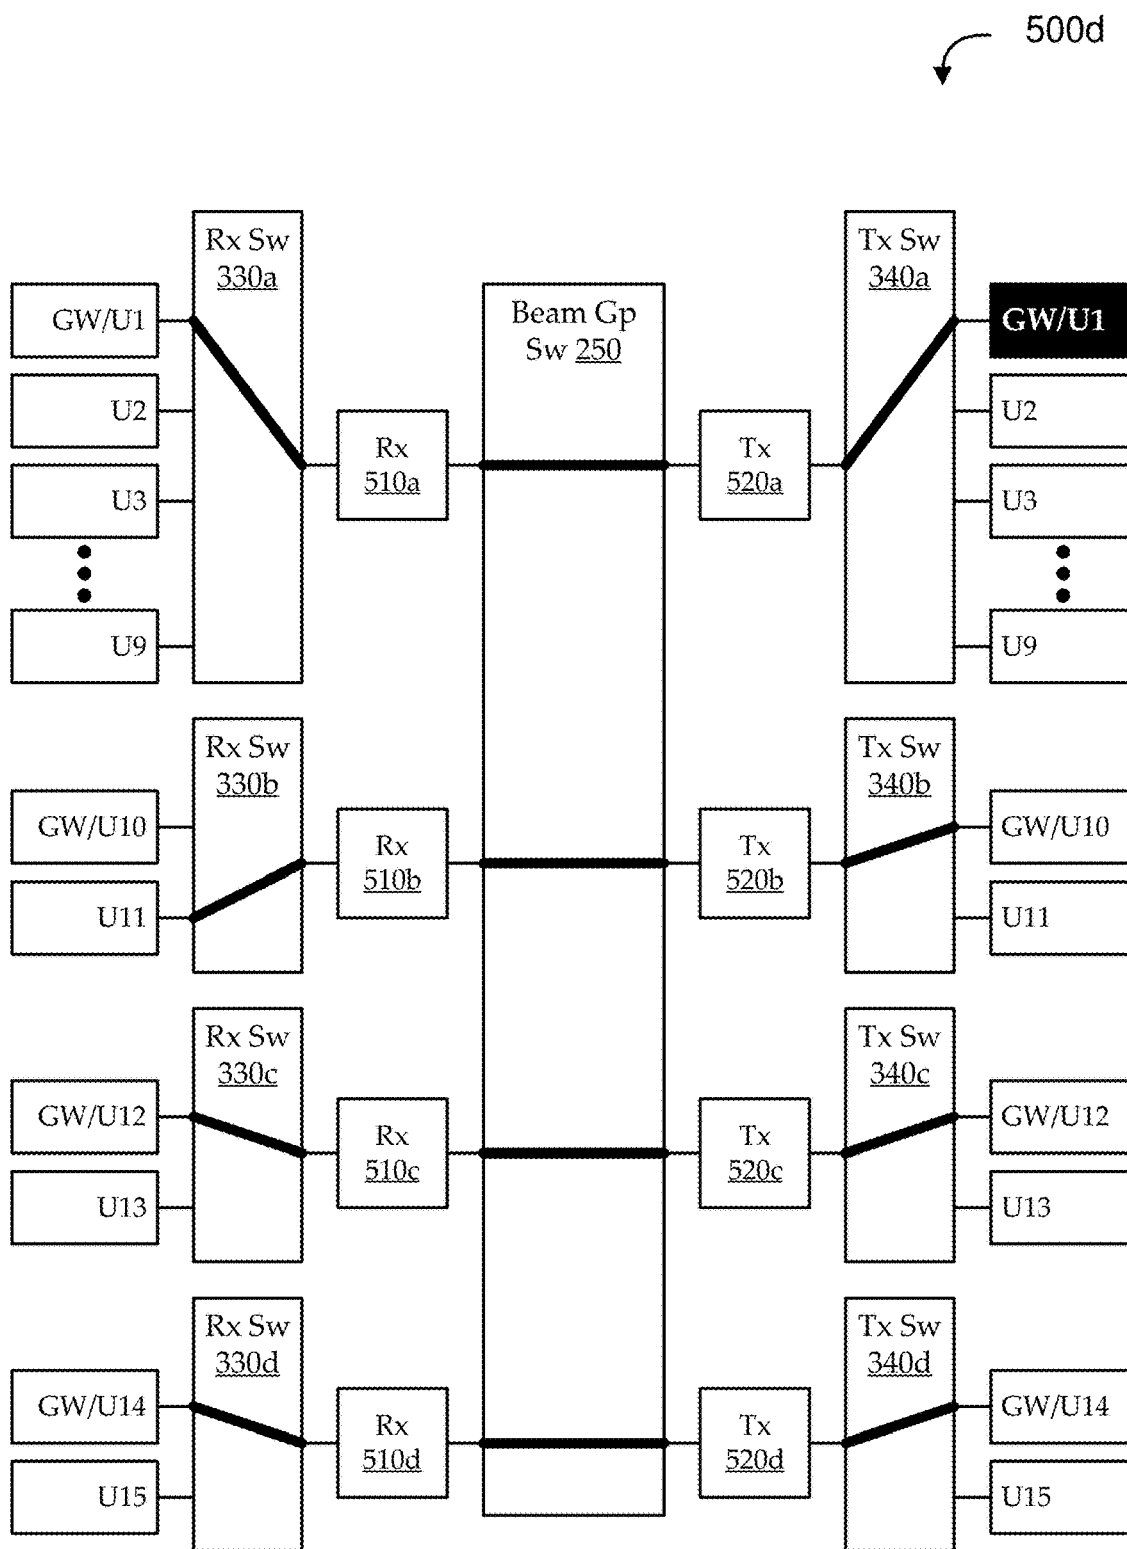 500d
Rx Sw
330a
Tx Sw
340a
GW/U1
Beam Gp
Sw 250
GW/U1
U2
U2
Rx
510a
Tx
520a
U3
U3
U9
U9
Rx Sw
330b
Tx Sw
340b
GW/U10
GW/U10
Rx
510b
Tx
520b
U11
U11
Rx Sw
330c
Tx Sw
340c
GW/U12
GW/U12
Rx
510c
Tx
520c
U13
U13
Rx Sw
330d
Tx Sw
340d
GW/U14
GW/U14
Rx
510d
Tx
520d
U15
U15